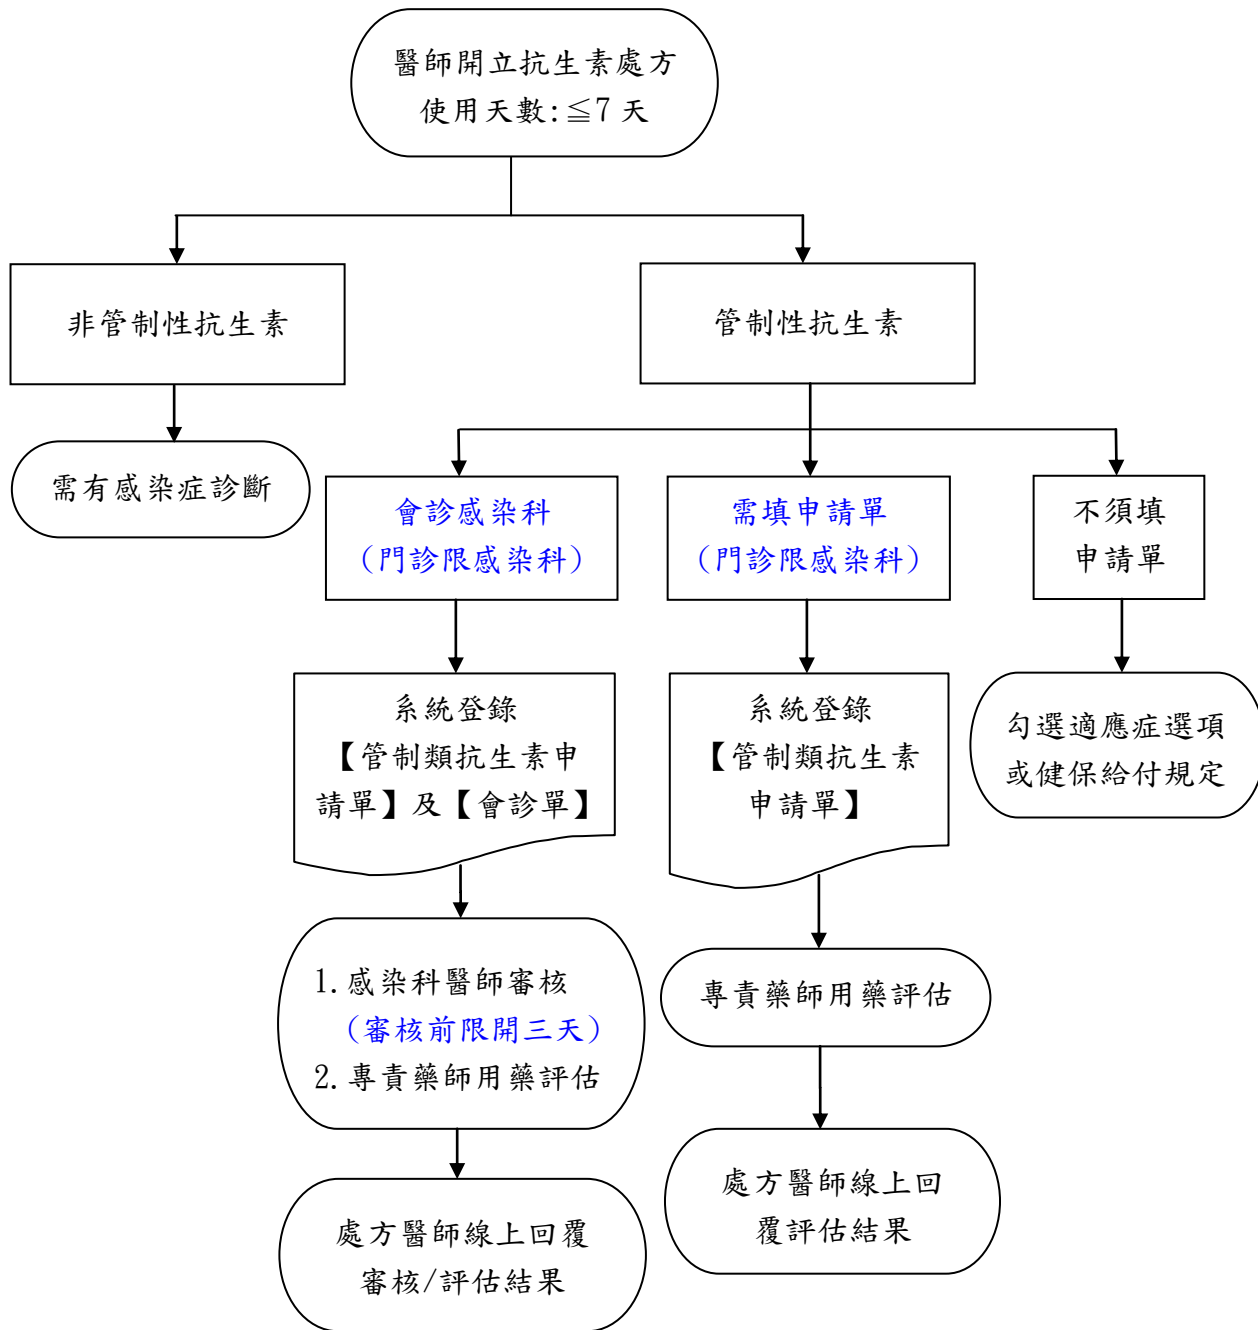 醫師開立抗生素處方
使用天數:≦7 天
非管制性抗生素
管制性抗生素
需有感染症診斷
會診感染科
(門診限感染科)
需填申請單
(門診限感染科)
不須填
申請單
系統登錄
【管制類抗生素申
請單】及【會診單】
系統登錄
【管制類抗生素
申請單】
勾選適應症選項
或健保給付規定
1.感染科醫師審核
(審核前限開三天)
2.專責藥師用藥評估
專責藥師用藥評估
處方醫師線上回覆
審核/評估結果
處方醫師線上回
覆評估結果